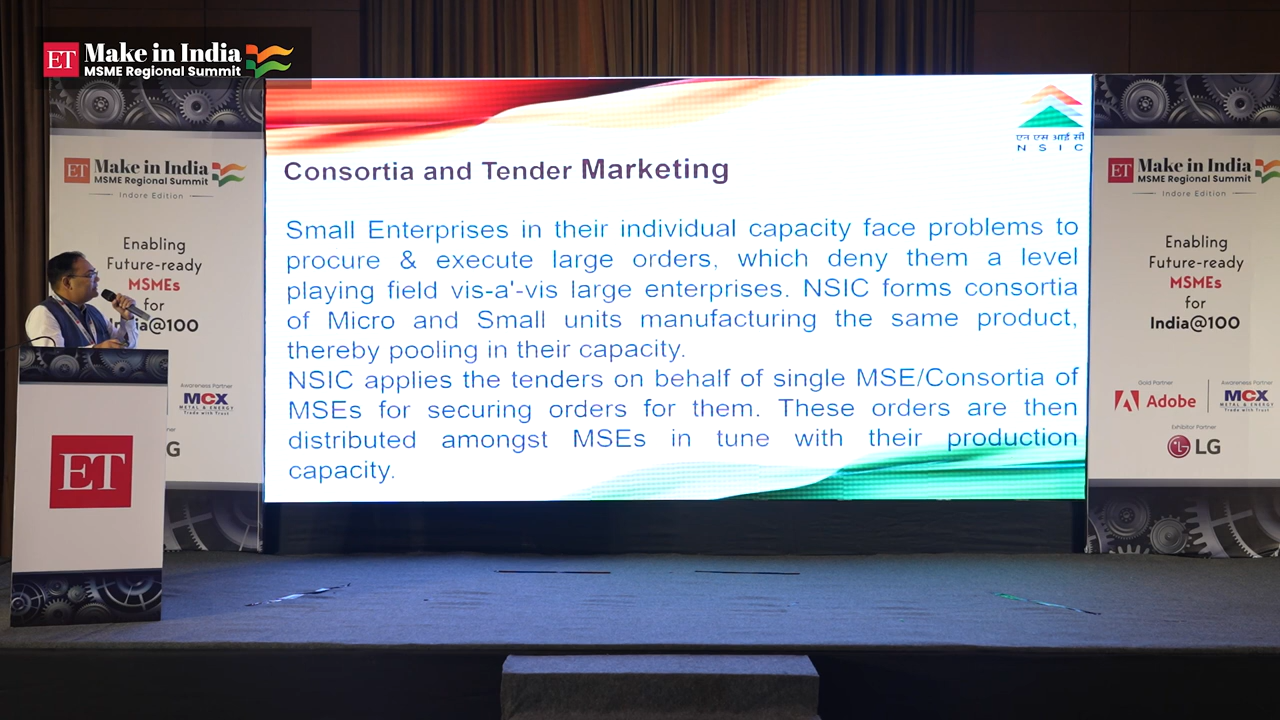 ET Make in India
MSME Regional Summit
ET Make in India
MSME Regional Summit
Indore Edition
Enabling
Future-ready
MSMEs
for
India@100
Awareness Partner
MCX
METAL & ENERGY
Trade with Trust
G
ET
एन एस आई सी
N S I C
Consortia and Tender Marketing
Small Enterprises in their individual capacity face problems to
procure & execute large orders, which deny them a level
playing field vis-a'-vis large enterprises. NSIC forms consortia
of Micro and Small units manufacturing the same product,
thereby pooling in their capacity.
NSIC applies the tenders on behalf of single MSE/Consortia of
MSEs for securing orders for them. These orders are then
distributed amongst MSEs in tune with their production
capacity.
ET Make in India
MSME Regional Summit
Indore Edition
Enabling
Future-ready
MSMEs
for
India@100
Gold Partner
Adobe
Awareness Partner
MCX
METAL & ENERGY
Trade with Trust
Exhibitor Partner
LG